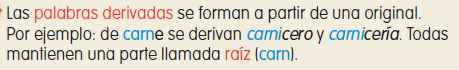 Las palabras derivadas se forman a partir de una original.
Por ejemplo: de carne se derivan carnicero y carnicería. Todas
mantienen una parte llamada raíz (carn).